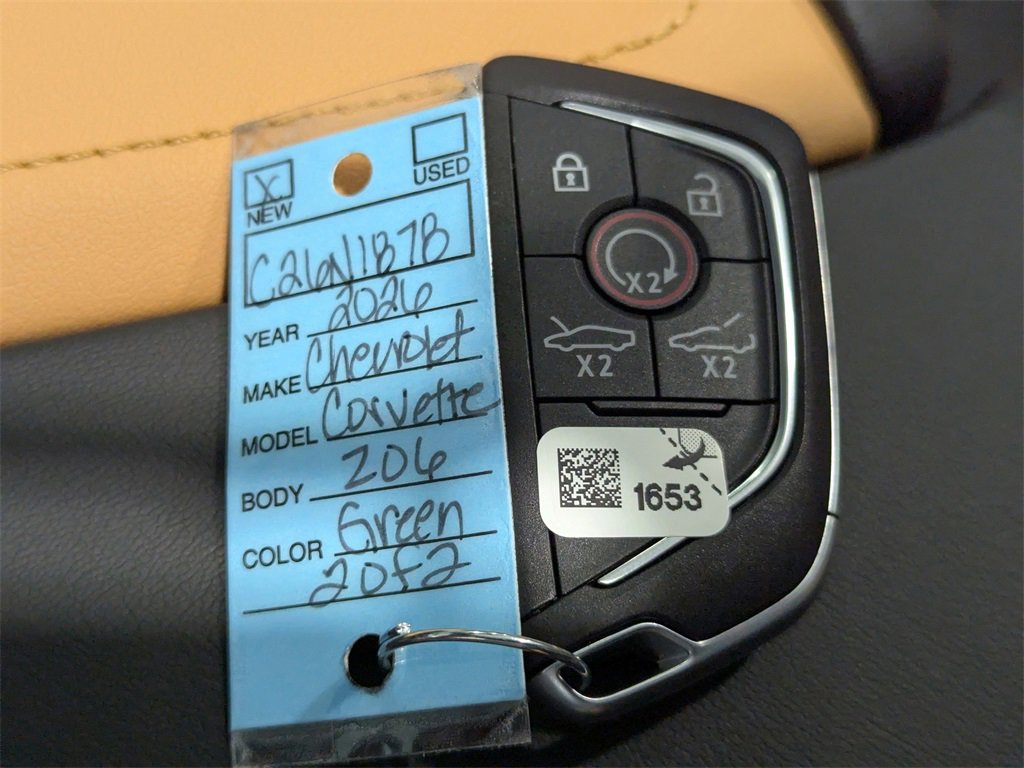 NEW
USED
X
C26N1B7B
YEAR 2026
MAKE Chevrolet
MODEL Corvette
BODY Z06
COLOR Green
2 of 2
X2
X2
X2
1653